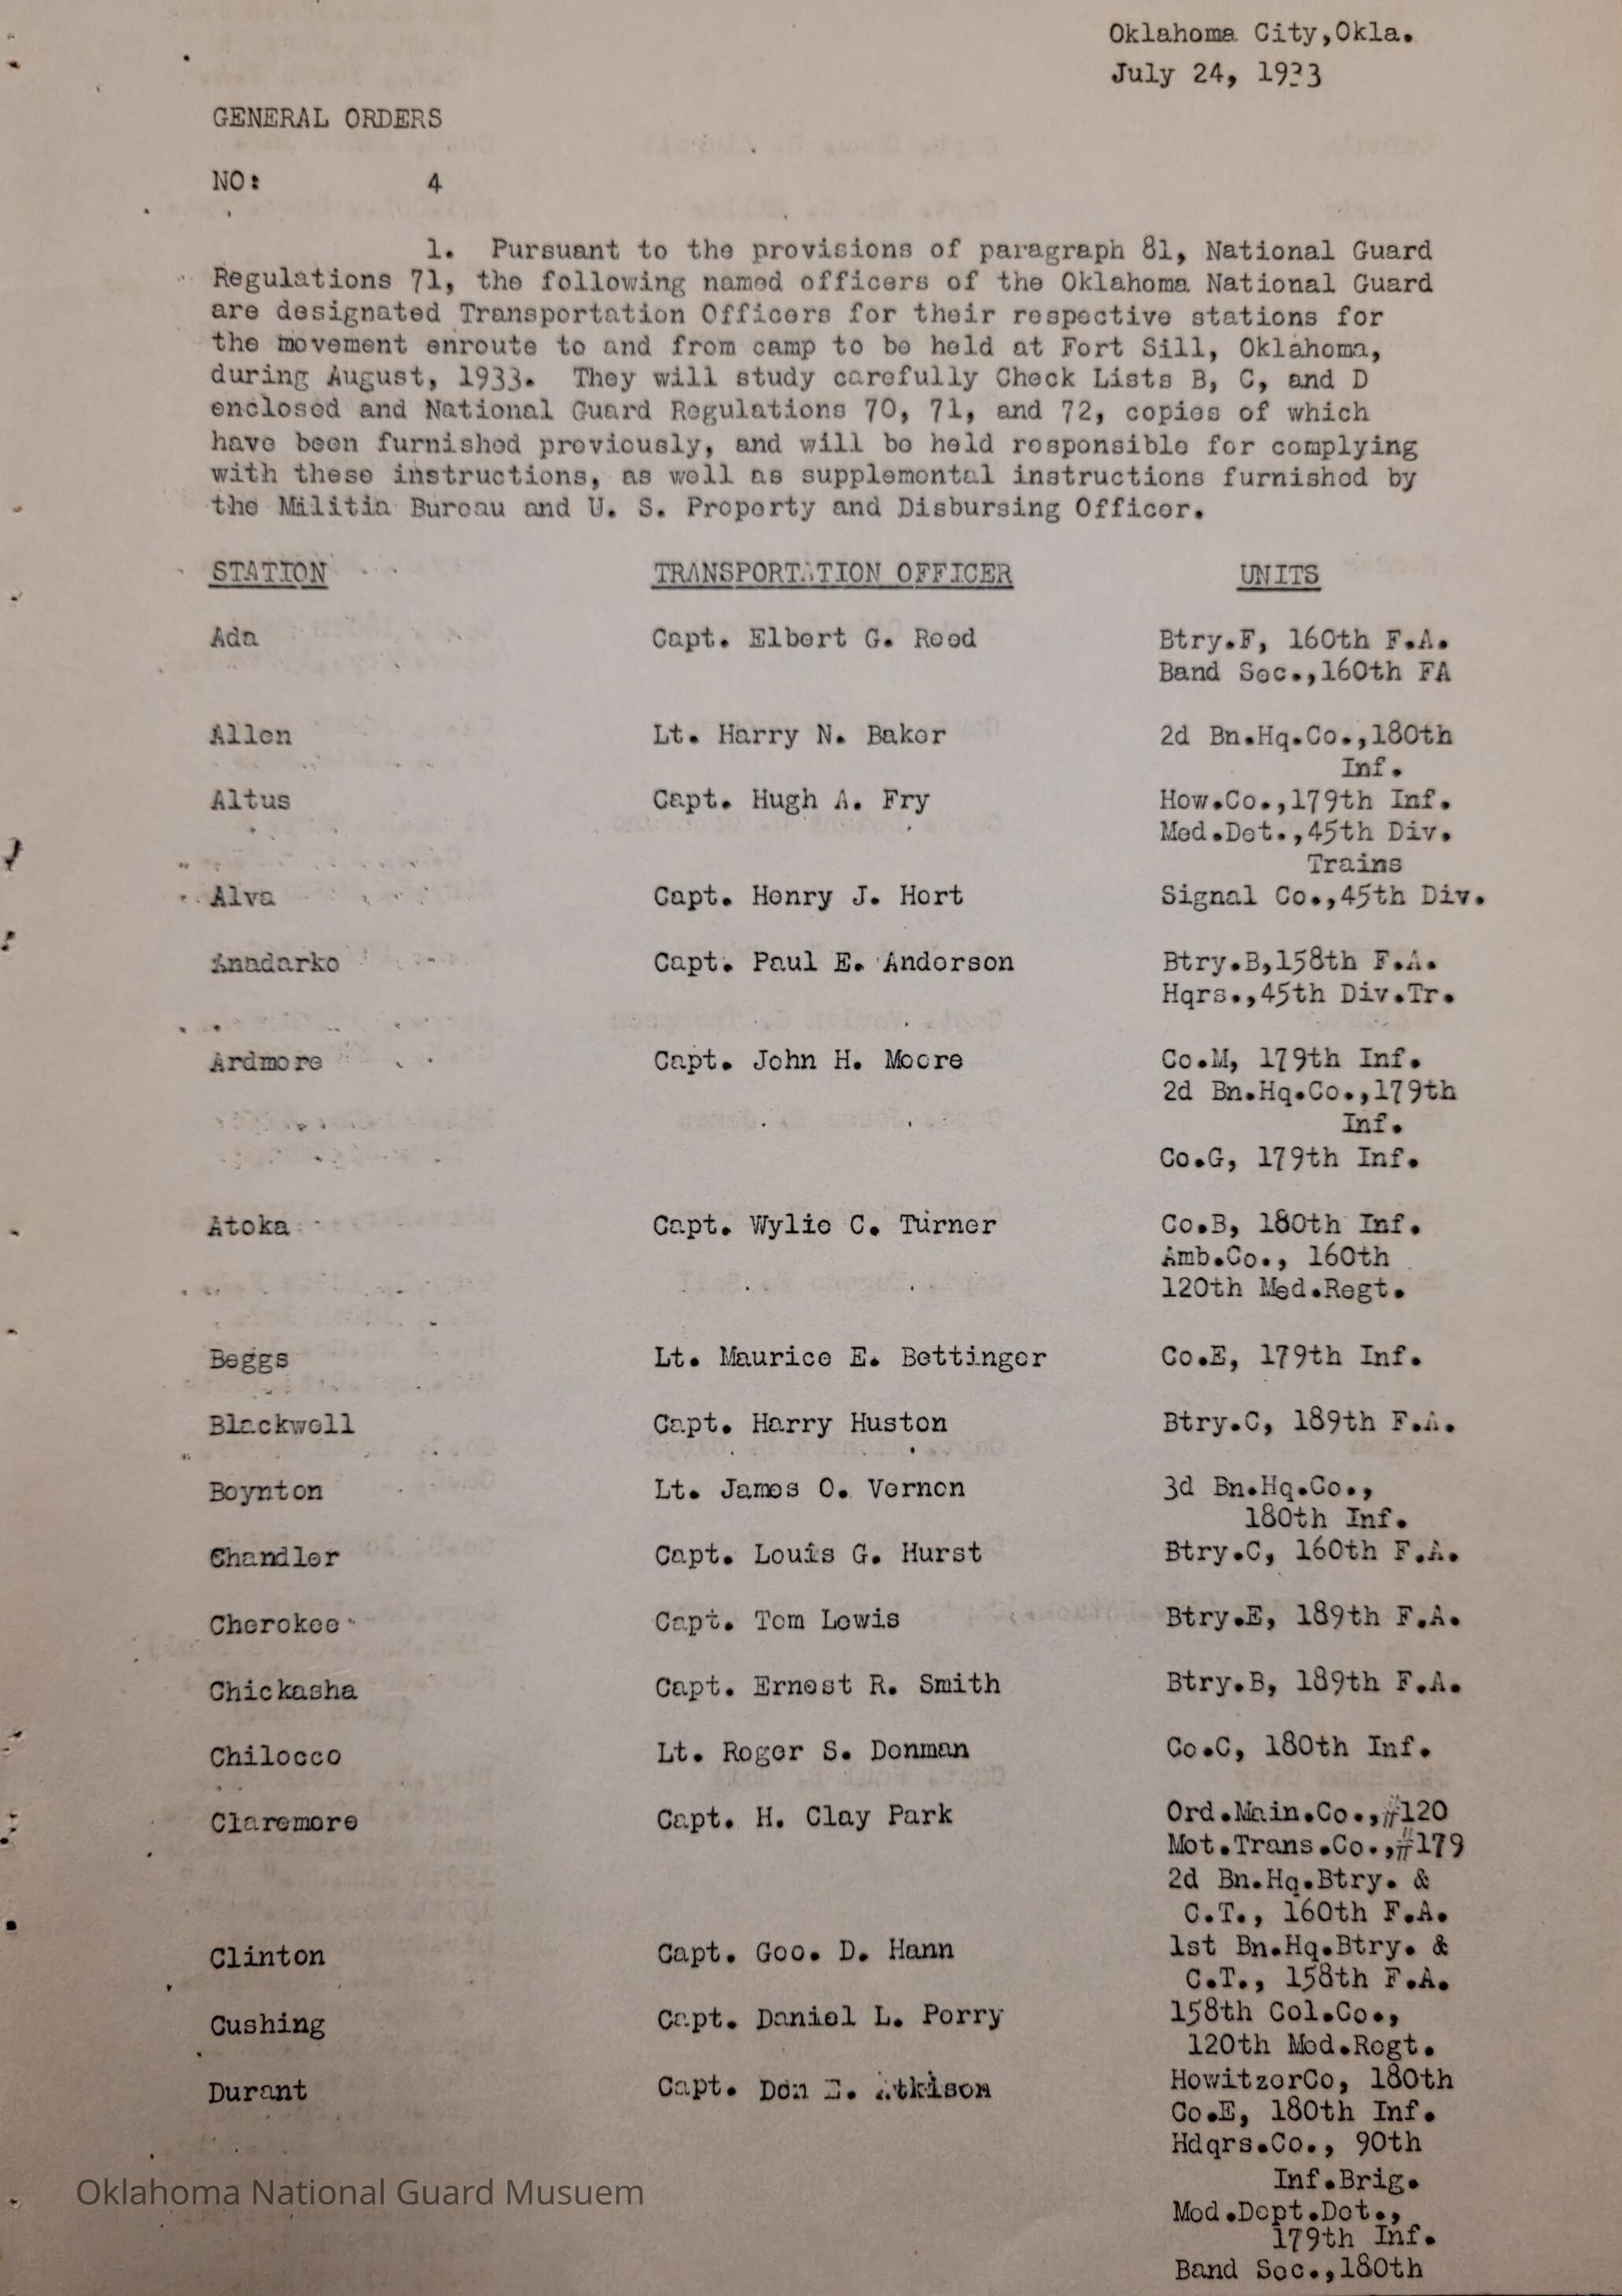 Oklahoma City,Okla.
July 24, 1933
GENERAL ORDERS
NO: 4
1. Pursuant to the provisions of paragraph 81, National Guard
Regulations 71, the following named officers of the Oklahoma National Guard
are designated Transportation Officers for their respective stations for
the movement enroute to and from camp to be held at Fort Sill, Oklahoma,
during August, 1933. They will study carefully Check Lists B, C, and D
enclosed and National Guard Regulations 70, 71, and 72, copies of which
have been furnished previously, and will be held responsible for complying
with these instructions, as well as supplemental instructions furnished by
the Militia Bureau and U. S. Property and Disbursing Officer.
STATION TRANSPORTATION OFFICER UNITS
Ada Capt. Elbert G. Reed Btry.F, 160th F.A.
Band Sec.,160th FA
Allen Lt. Harry N. Baker 2d Bn.Hq.Co.,180th
Inf.
Altus Capt. Hugh A. Fry How.Co.,179th Inf.
Med.Det.,45th Div.
Trains
Alva Capt. Henry J. Hert Signal Co.,45th Div.
Anadarko Capt. Paul E. Anderson Btry.B,158th F.A.
Hqrs.,45th Div.Tr.
Ardmore Capt. John H. Moore Co.M, 179th Inf.
2d Bn.Hq.Co.,179th
Inf.
Co.G, 179th Inf.
Atoka Capt. Wylie C. Turner Co.B, 180th Inf.
Amb.Co., 160th
120th Med.Regt.
Beggs Lt. Maurice E. Bettinger Co.E, 179th Inf.
Blackwell Capt. Harry Huston Btry.C, 189th F.A.
Boynton Lt. James O. Vernon 3d Bn.Hq.Co.,
180th Inf.
Chandler Capt. Louis G. Hurst Btry.C, 160th F.A.
Cherokee Capt. Tom Lewis Btry.E, 189th F.A.
Chickasha Capt. Ernest R. Smith Btry.B, 189th F.A.
Chilocco Lt. Roger S. Denman Co.C, 180th Inf.
Claremore Capt. H. Clay Park Ord.Main.Co.,#120
Mot.Trans.Co.,#179
2d Bn.Hq.Btry. &
C.T., 160th F.A.
Clinton Capt. Geo. D. Hann 1st Bn.Hq.Btry. &
C.T., 158th F.A.
Cushing Capt. Daniel L. Perry 158th Col.Co.,
120th Med.Regt.
Durant Capt. Don E. Atkison HowitzerCo, 180th
Co.E, 180th Inf.
Hdqrs.Co., 90th
Inf.Brig.
Med.Dept.Det.,
179th Inf.
Band Sec.,180th
Oklahoma National Guard Musuem